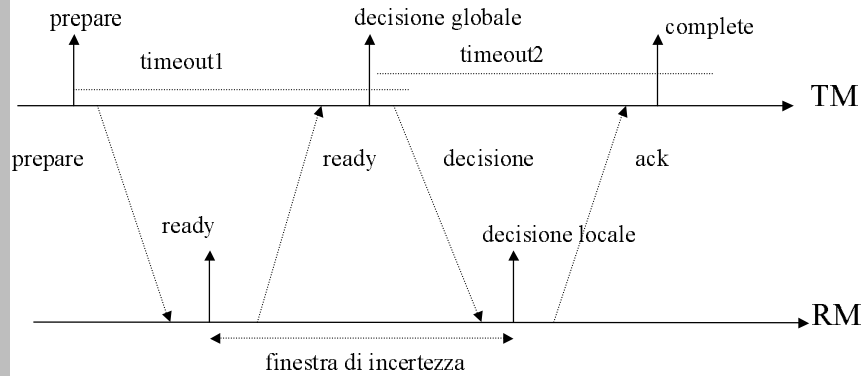 prepare
decisione globale
complete
timeout1
timeout2
TM
prepare
ready
decisione
ack
ready
decisione locale
RM
finestra di incertezza